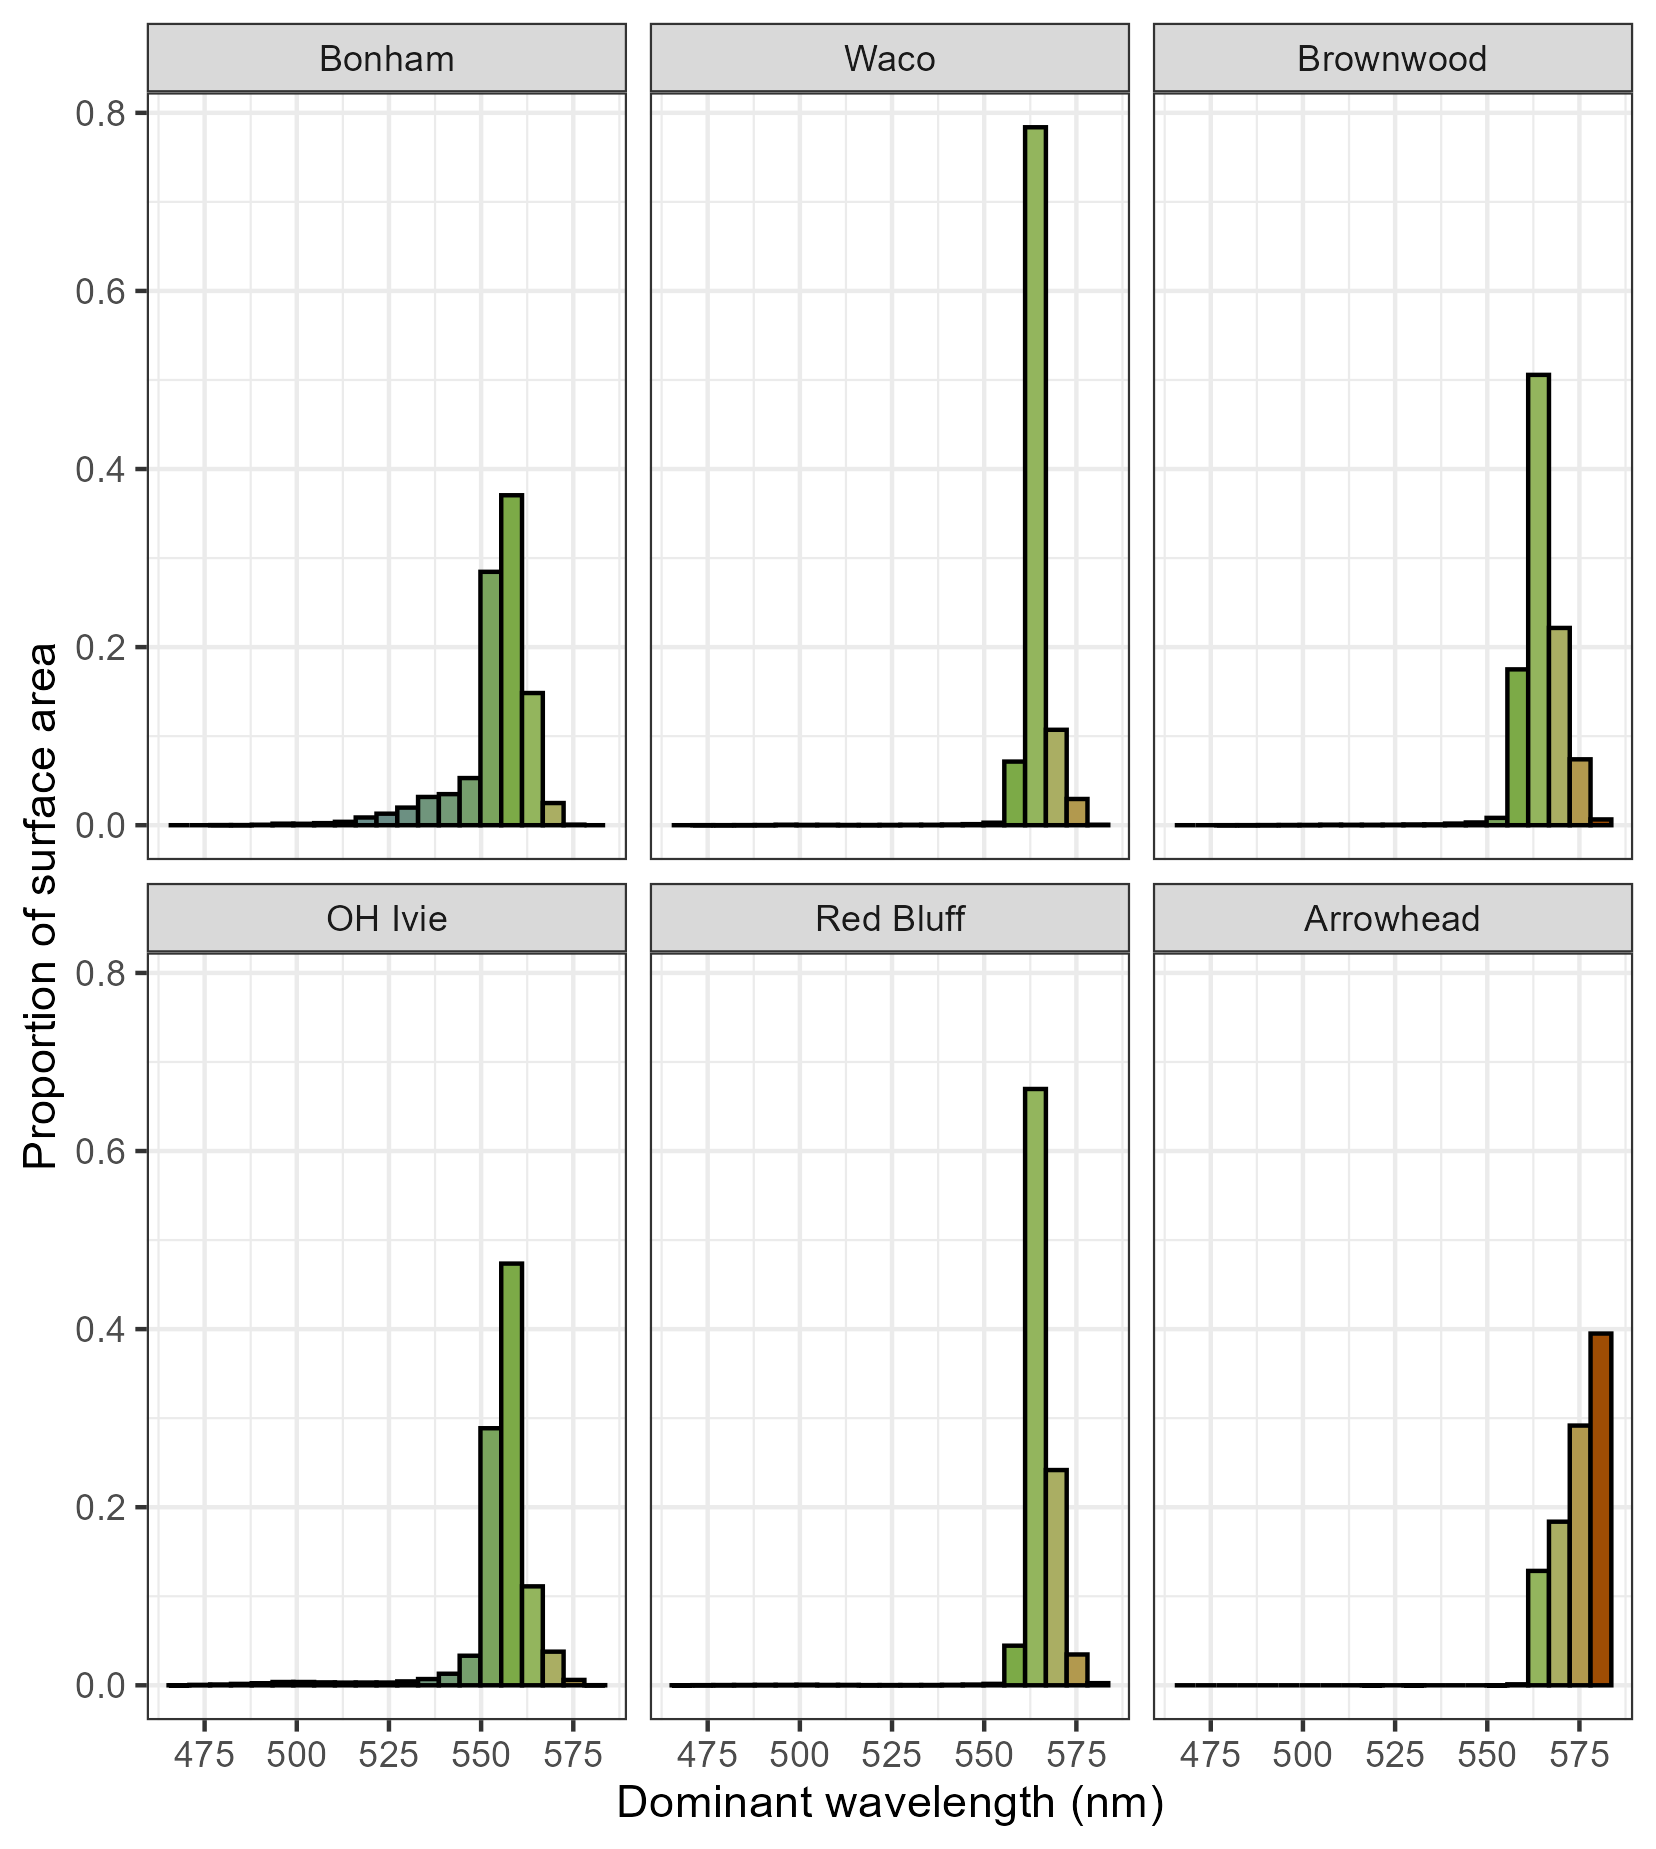 Bonham
Waco
Brownwood
0.8
0.6
0.4
0.2
0.0
OH Ivie
Red Bluff
Arrowhead
0.8
0.6
0.4
0.2
0.0
475 500 525 550 575
475 500 525 550 575
475 500 525 550 575
Dominant wavelength (nm)
Proportion of surface area